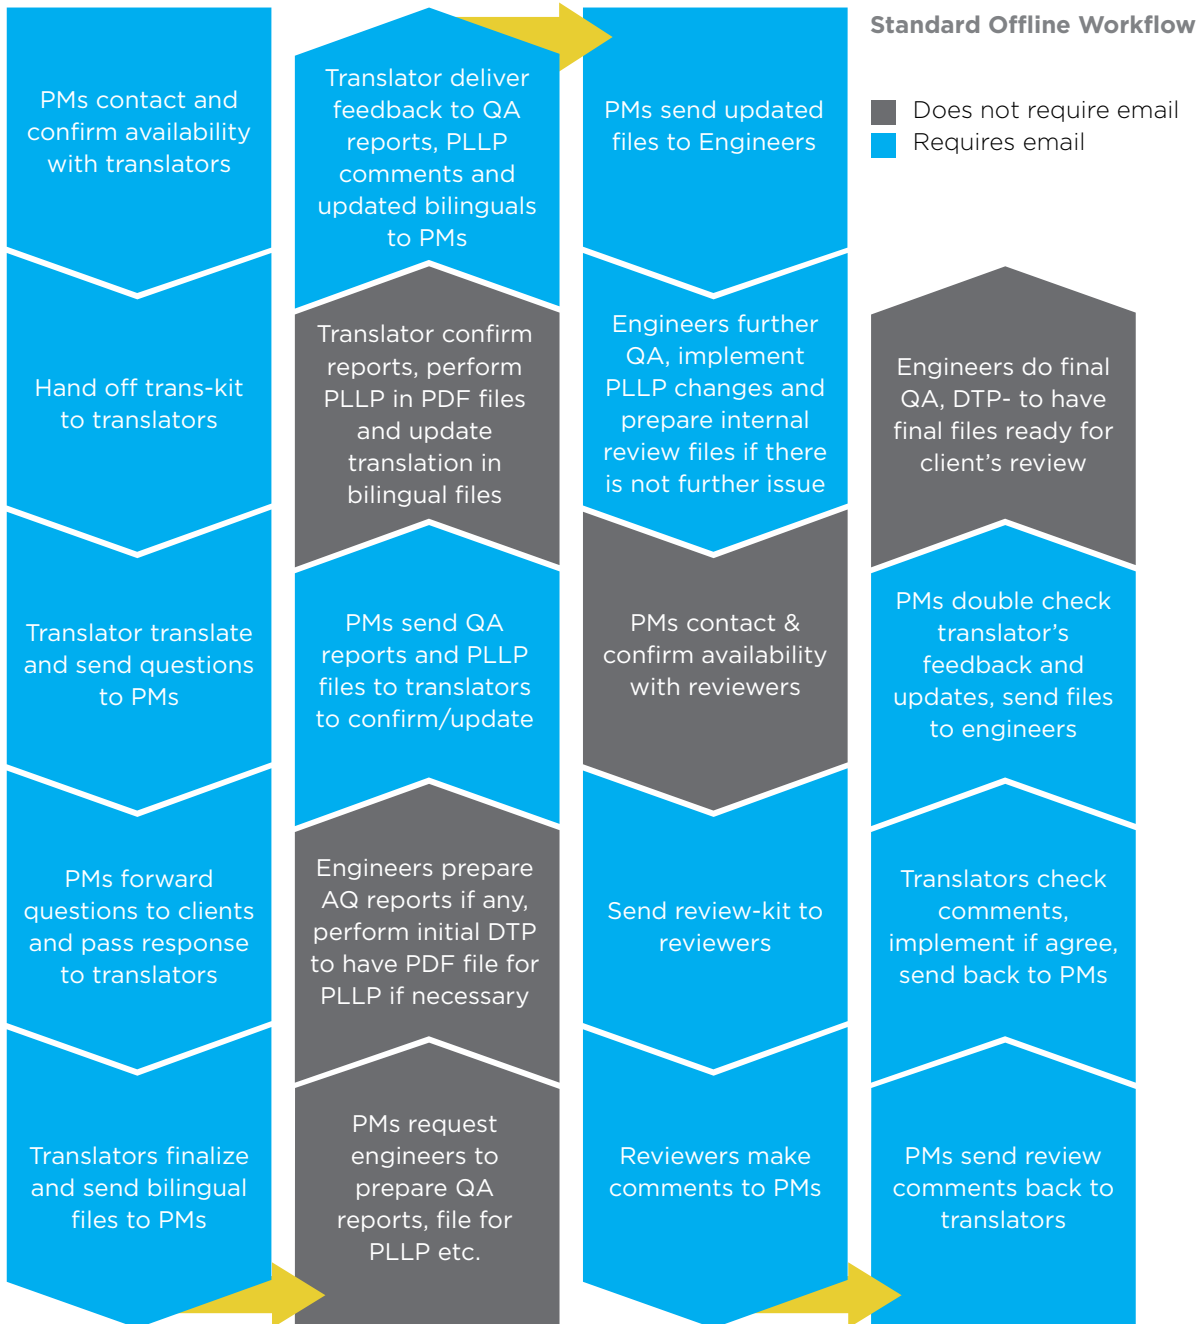 Standard Offline Workflow
Does not require email
Requires email
PMs contact and
confirm availability
with translators
Hand off trans-kit
to translators
Translator translate
and send questions
to PMs
PMs forward
questions to clients
and pass response
to translators
Translators finalize
and send bilingual
files to PMs
PMs request
engineers to
prepare QA
reports, file for
PLLP etc.
Engineers prepare
AQ reports if any,
perform initial DTP
to have PDF file for
PLLP if necessary
PMs send QA
reports and PLLP
files to translators
to confirm/update
Translator confirm
reports, perform
PLLP in PDF files
and update
translation in
bilingual files
Translator deliver
feedback to QA
reports, PLLP
comments and
updated bilinguals
to PMs
PMs send updated
files to Engineers
Engineers further
QA, implement
PLLP changes and
prepare internal
review files if there
is not further issue
PMs contact &
confirm availability
with reviewers
Send review-kit to
reviewers
Reviewers make
comments to PMs
PMs send review
comments back to
translators
Translators check
comments,
implement if agree,
send back to PMs
PMs double check
translator’s
feedback and
updates, send files
to engineers
Engineers do final
QA, DTP- to have
final files ready for
client’s review